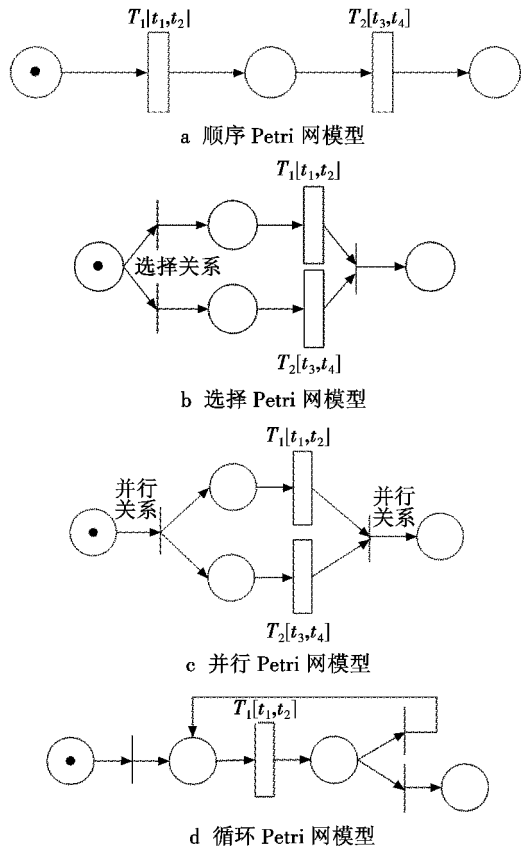 T₁[t₁,t₂] T₂[t₃,t₄]
a 顺序 Petri 网模型
T₁[t₁,t₂]
选择关系
T₂[t₃,t₄]
b 选择 Petri 网模型
T₁[t₁,t₂]
并行 并行
关系 关系
T₂[t₃,t₄]
c 并行 Petri 网模型
T₁[t₁,t₂]
d 循环 Petri 网模型